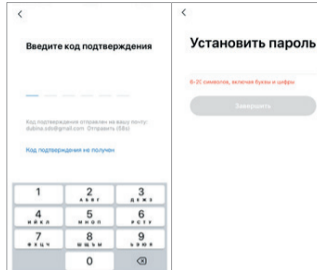 Введите код подтверждения
Код подтверждения отправлен на вашу почту:
Отправить (58s)
Код подтверждения не получен
1
2
АБВГ
3
ДЕЖЗ
4
ИЙКЛ
5
МНОП
6
РСТУ
7
ФХЦЧ
8
ШЩЪЫ
9
ЬЭЮЯ
0
Установить пароль
символов, включая буквы и цифры
Завершить